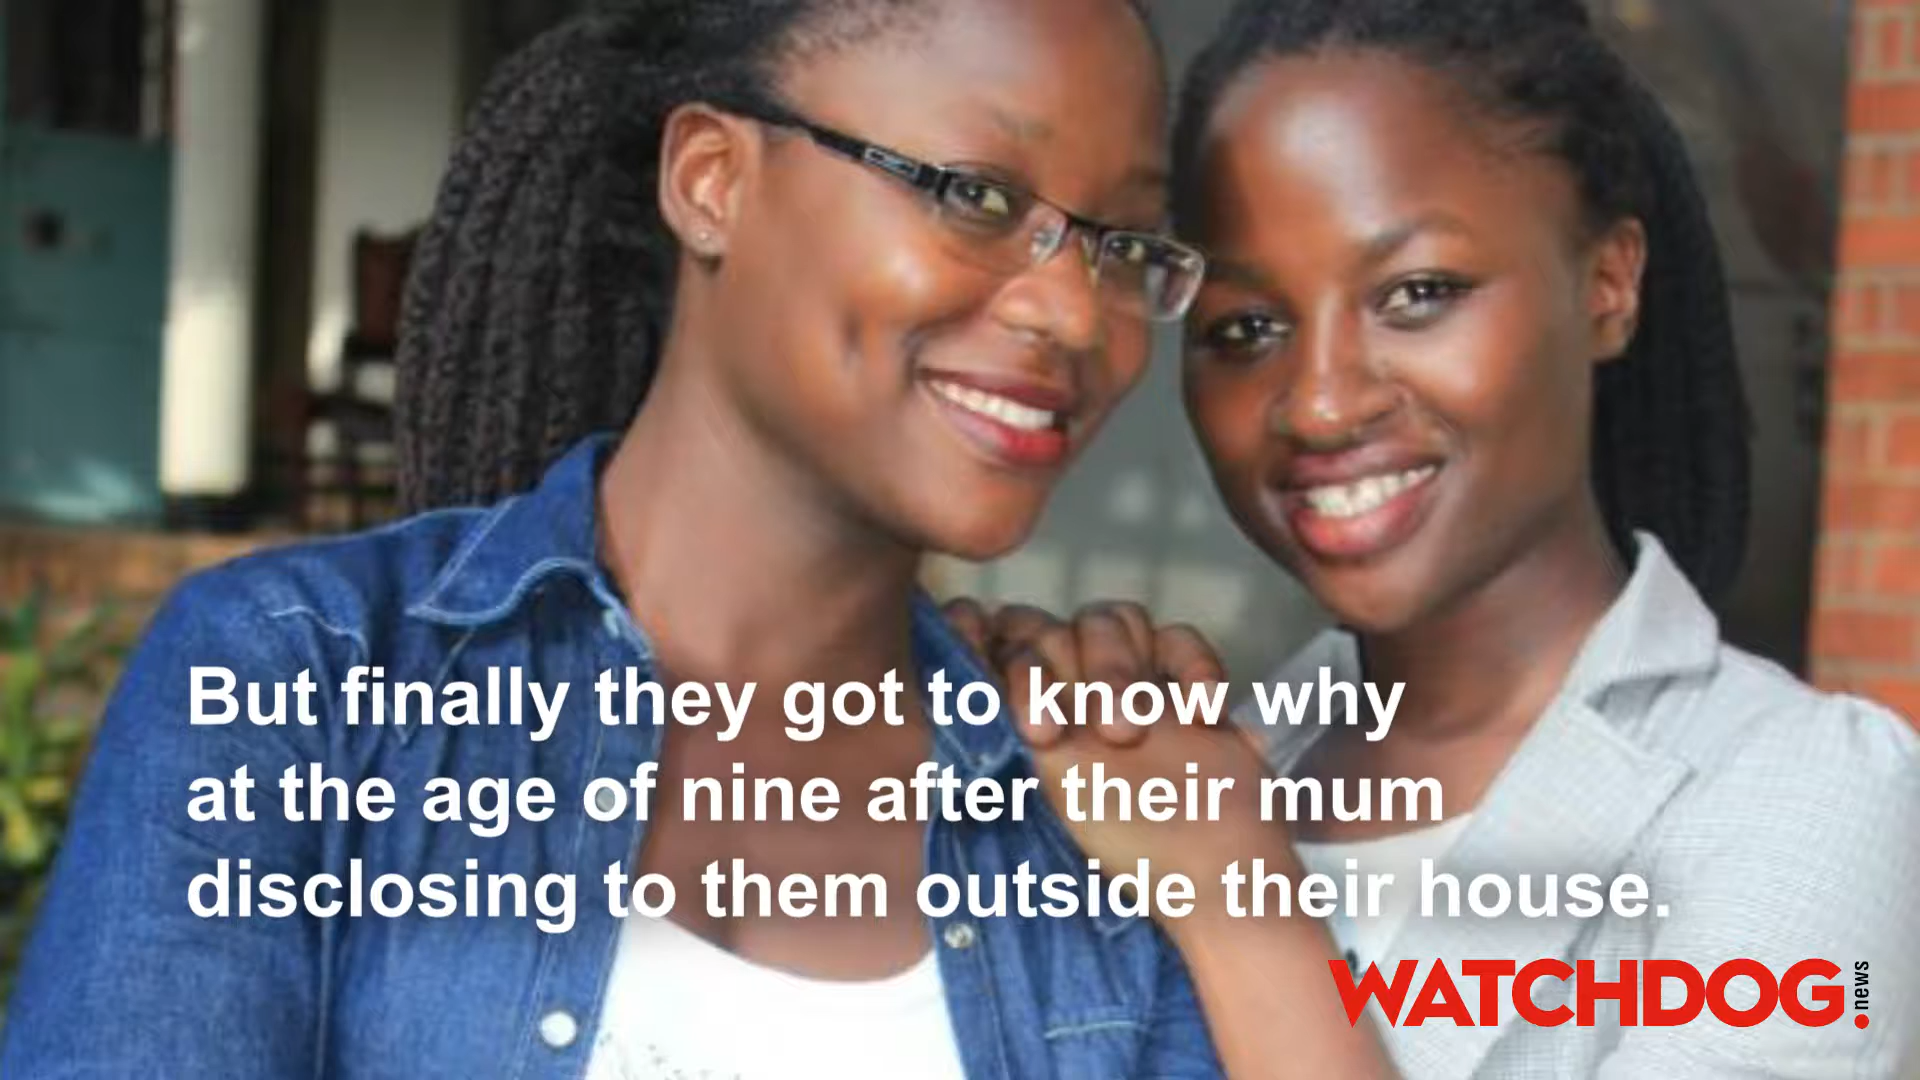 But finally they got to know why
at the age of nine after their mum
disclosing to them outside their house.
WATCHDOG.news